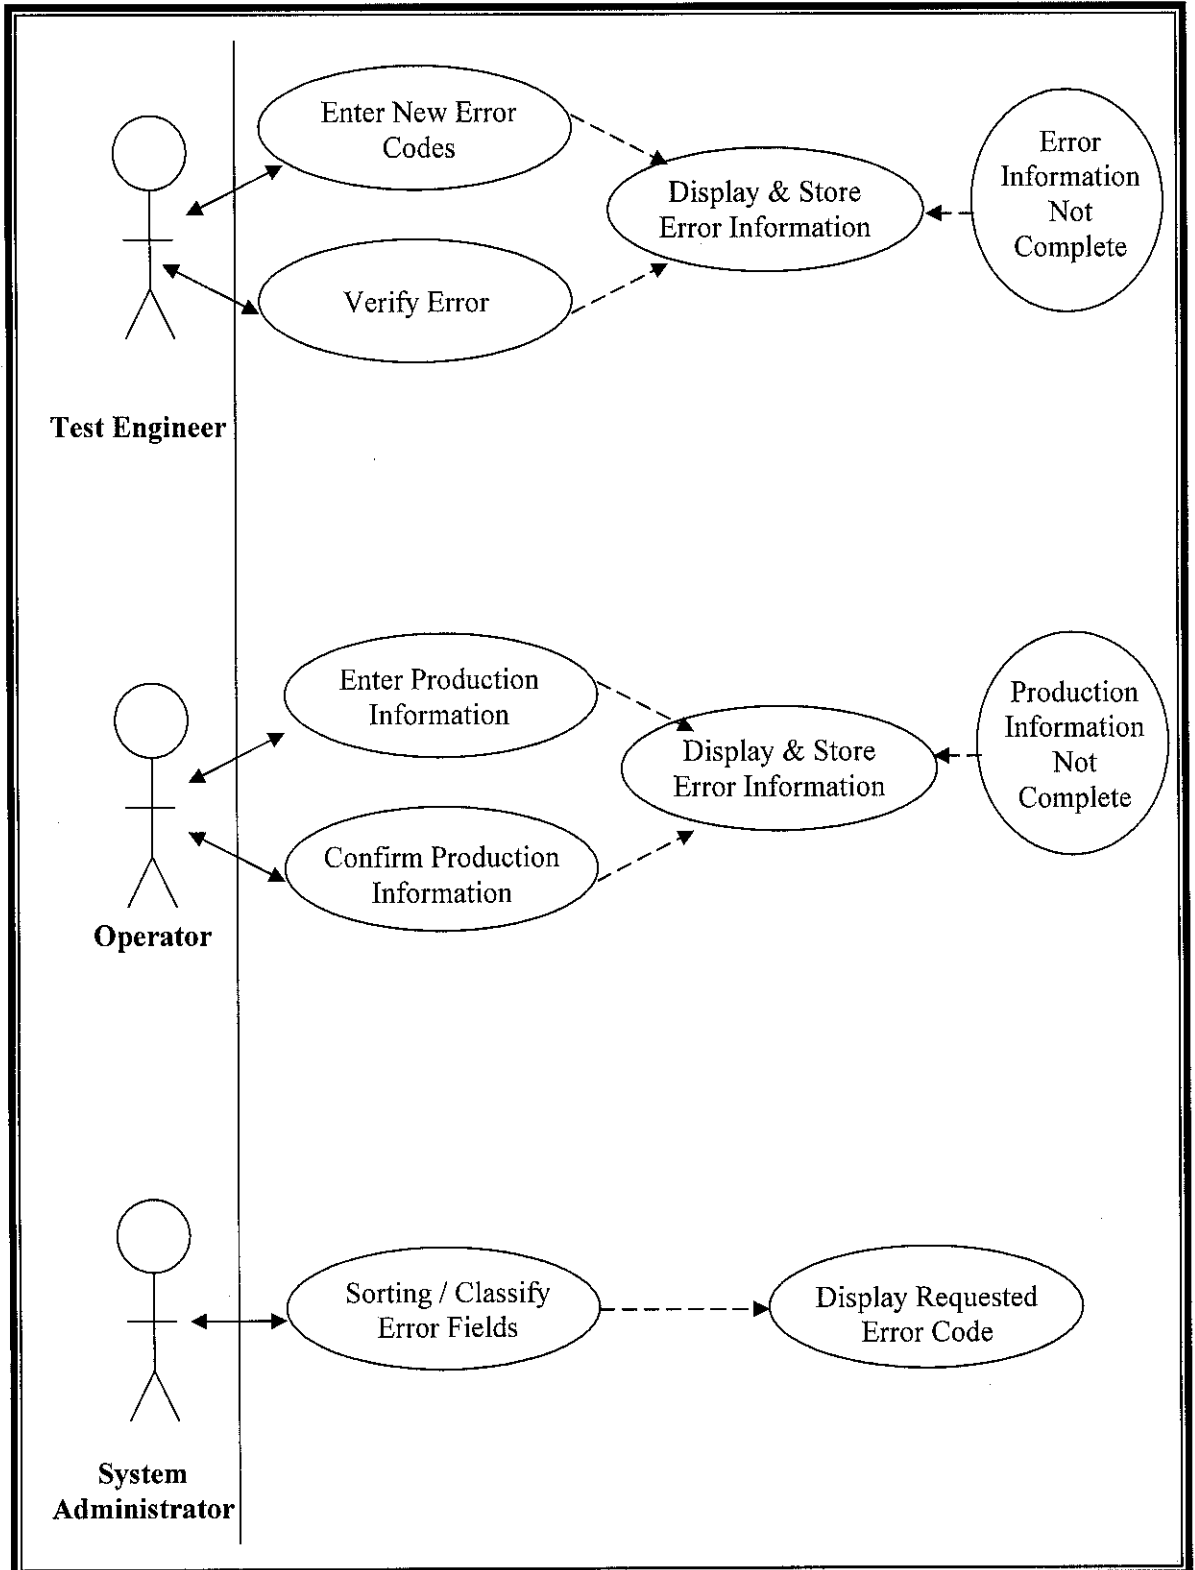 Enter New Error
Codes
Display & Store
Error Information
Error
Information
Not
Complete
Verify Error
Test Engineer
Enter Production
Information
Display & Store
Error Information
Production
Information
Not
Complete
Confirm Production
Information
Operator
Sorting / Classify
Error Fields
Display Requested
Error Code
System
Administrator